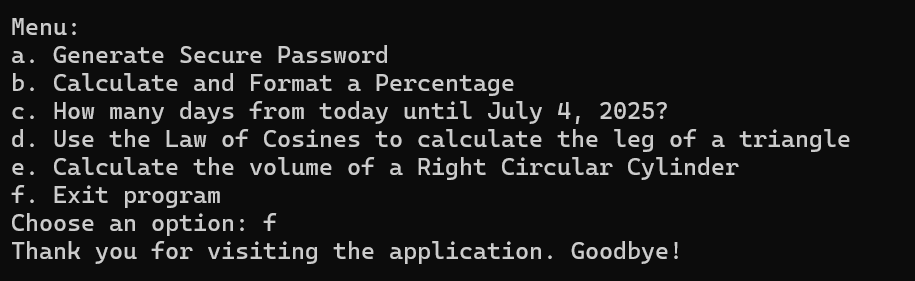 Menu:
a. Generate Secure Password
b. Calculate and Format a Percentage
c. How many days from today until July 4, 2025?
d. Use the Law of Cosines to calculate the leg of a triangle
e. Calculate the volume of a Right Circular Cylinder
f. Exit program
Choose an option: f
Thank you for visiting the application. Goodbye!